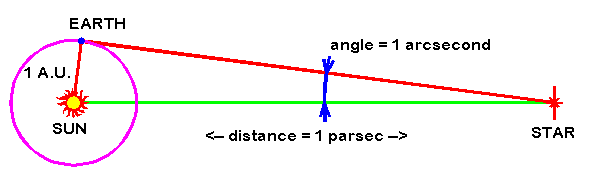 EARTH
angle = 1 arcsecond
1 A.U.
SUN
<-- distance = 1 parsec -->
STAR